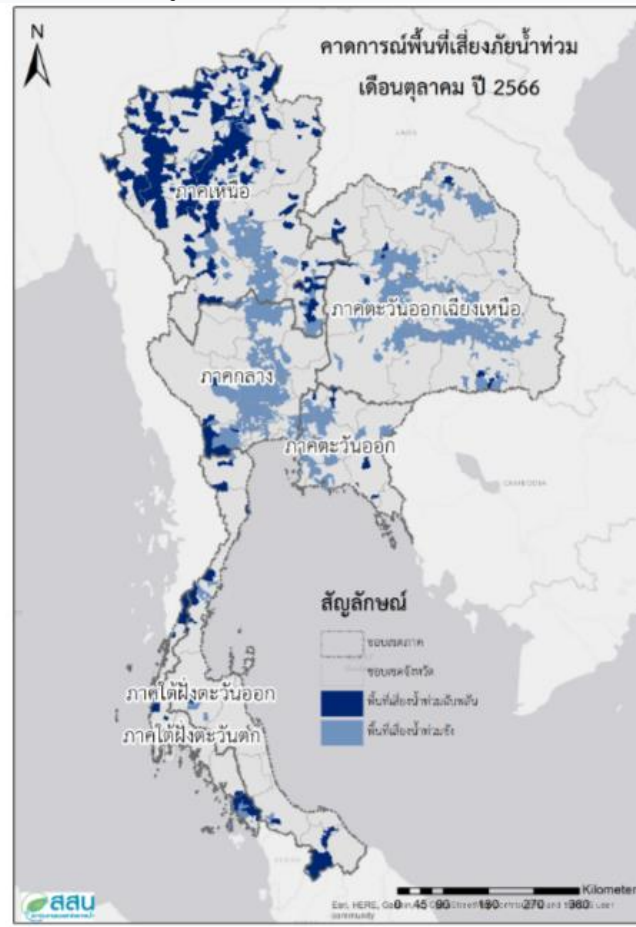 N
คาดการณ์พื้นที่เสี่ยงภัยน้ำท่วม
เดือนตุลาคม ปี 2566
LAOS
ภาคเหนือ
ภาคตะวันออกเฉียงเหนือ
ภาคกลาง
ภาคตะวันออก
CAMBODIA
สัญลักษณ์
ขอบเขตภาค
ขอบเขตจังหวัด
พื้นที่เสี่ยงน้ำท่วมฉับพลัน
พื้นที่เสี่ยงน้ำท่วมขัง
ภาคใต้ฝั่งตะวันออก
ภาคใต้ฝั่งตะวันตก
สสน
Kilometer
0 45 90 180 270 360
Esri, HERE,
community